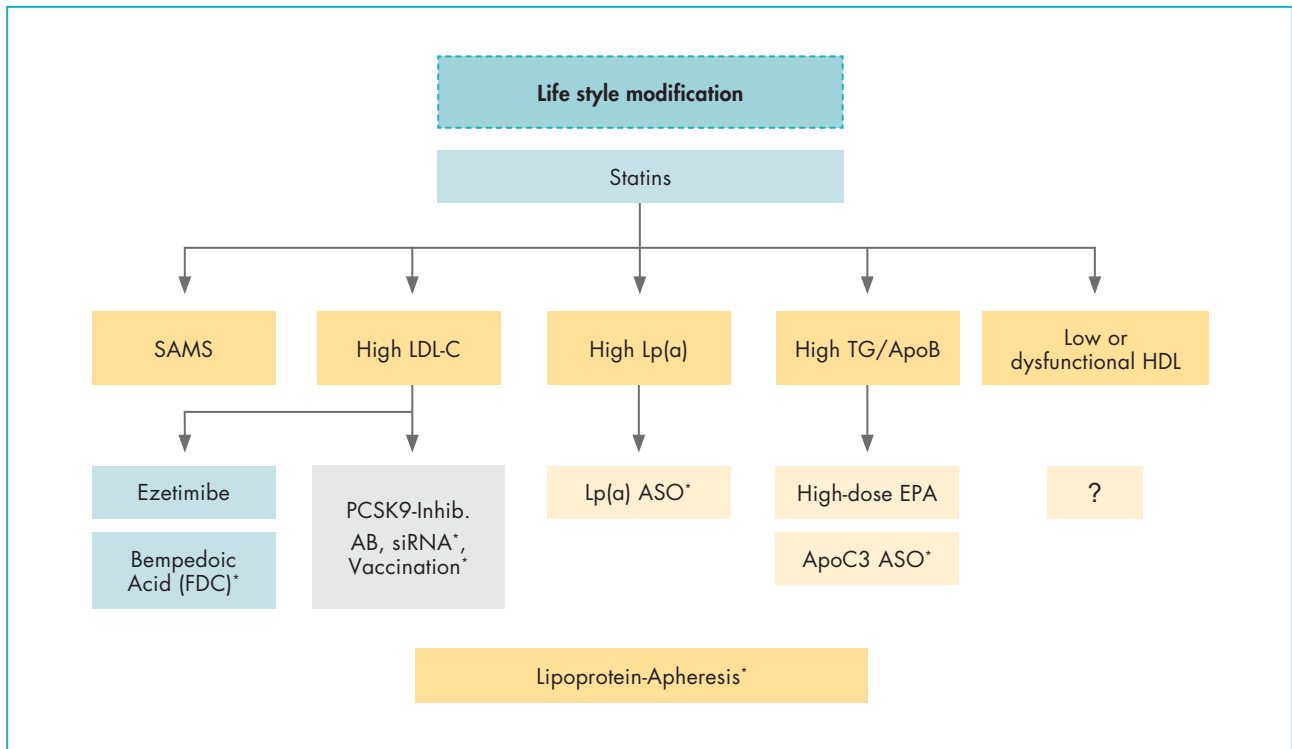 Life style modification
Statins
SAMS
High LDL-C
High Lp(a)
High TG/ApoB
Low or
dysfunctional HDL
Ezetimibe
Bempedoic
Acid (FDC)*
PCSK9-Inhib.
AB, siRNA*,
Vaccination*
Lp(a) ASO*
High-dose EPA
ApoC3 ASO*
?
Lipoprotein-Apheresis*